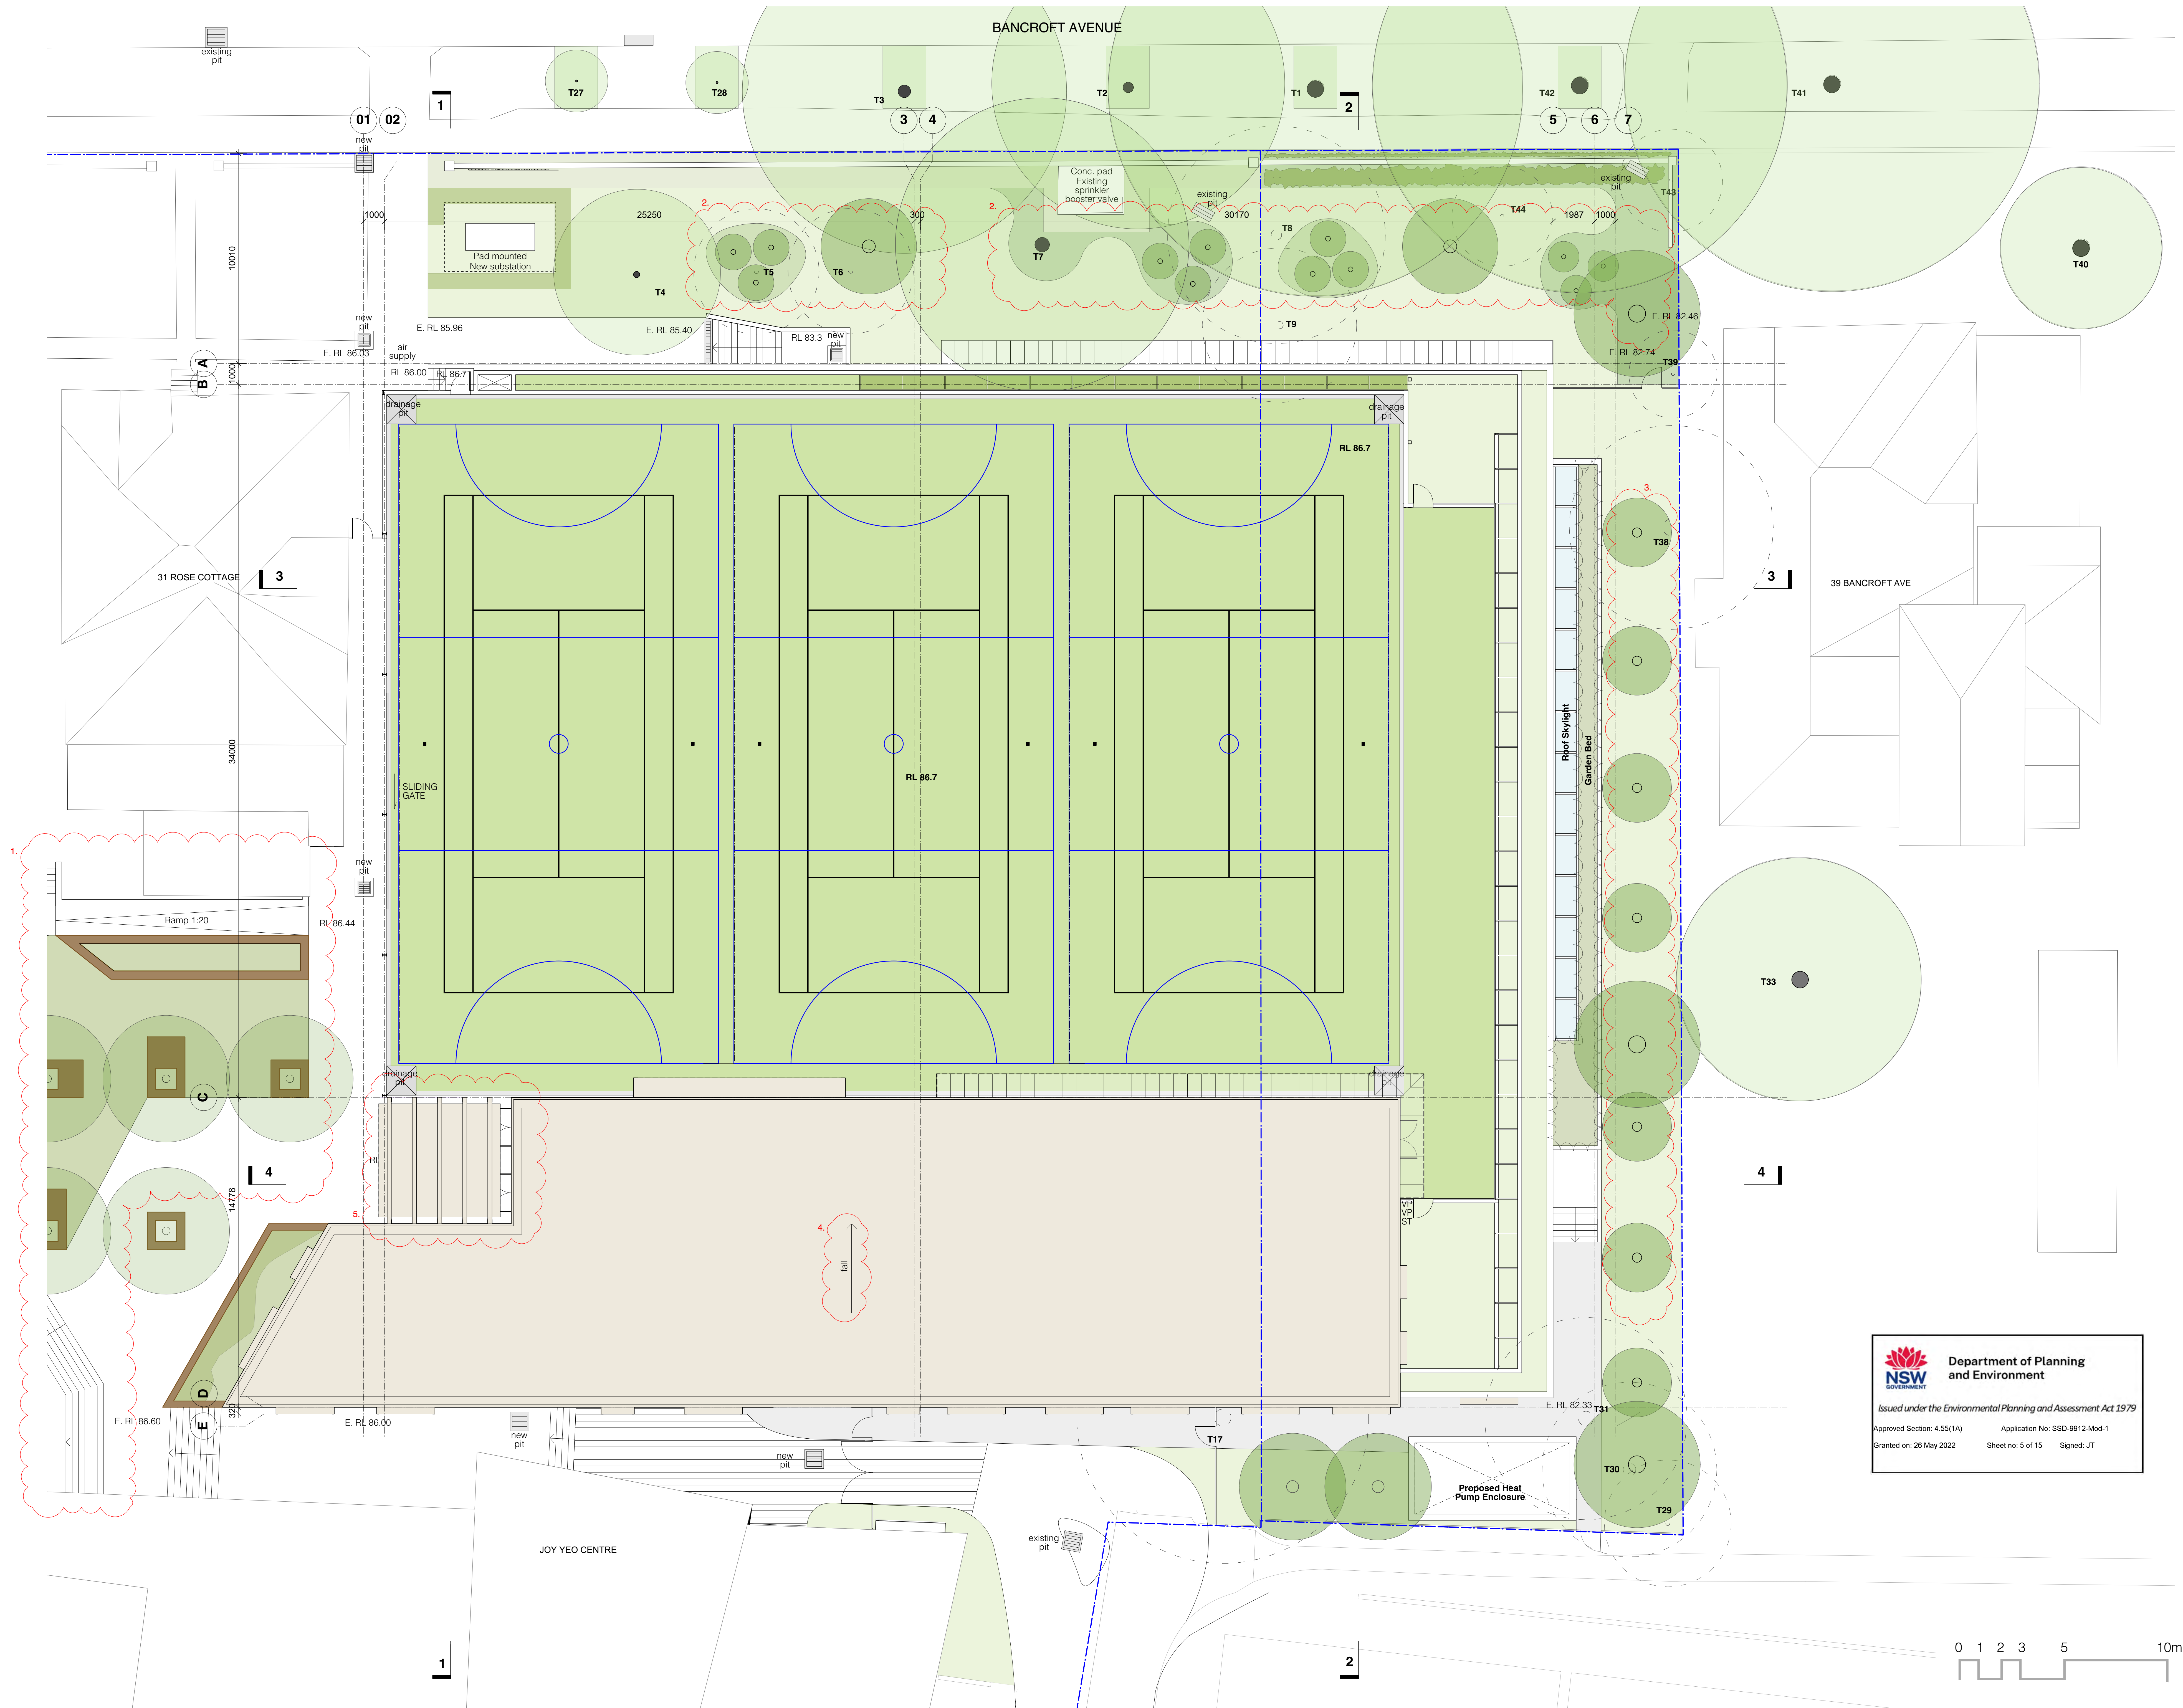 BANCROFT AVENUE
existing
pit
T27
T28
T3
T2
T1
T42
T41
1
2
01
02
3
4
5
6
7
new
pit
Conc. pad
Existing
sprinkler
booster valve
existing
pit
existing
pit
T43
2.
2.
1000
25250
300
30170
T44
1987
1000
T8
Pad mounted
New substation
T5
T6
T7
T4
T40
10010
new
pit
E. RL 85.96
E. RL 85.40
RL 83.3
new
pit
T9
E. RL 82.46
E. RL 86.03
air
supply
E. RL 82.74
T39
A
B
1000
RL 86.00
RL 86.7
drainage
pit
drainage
pit
RL 86.7
3.
T38
31 ROSE COTTAGE
3
3
39 BANCROFT AVE
Roof Skylight
Garden Bed
34000
RL 86.7
SLIDING
GATE
1.
new
pit
Ramp 1:20
RL 86.44
T33
drainage
pit
drainage
pit
C
RL
4
4
14778
5.
4.
VP
VP
ST
fall
D
E
320
E. RL 86.60
E. RL 86.00
new
pit
new
pit
T17
E. RL 82.33
T31
T30
T29
Proposed Heat
Pump Enclosure
existing
pit
JOY YEO CENTRE
1
2
NSW
GOVERNMENT
Department of Planning
and Environment
Issued under the Environmental Planning and Assessment Act 1979
Approved Section: 4.55(1A) Application No: SSD-9912-Mod-1
Granted on: 26 May 2022 Sheet no: 5 of 15 Signed: JT
0 1 2 3 5 10m